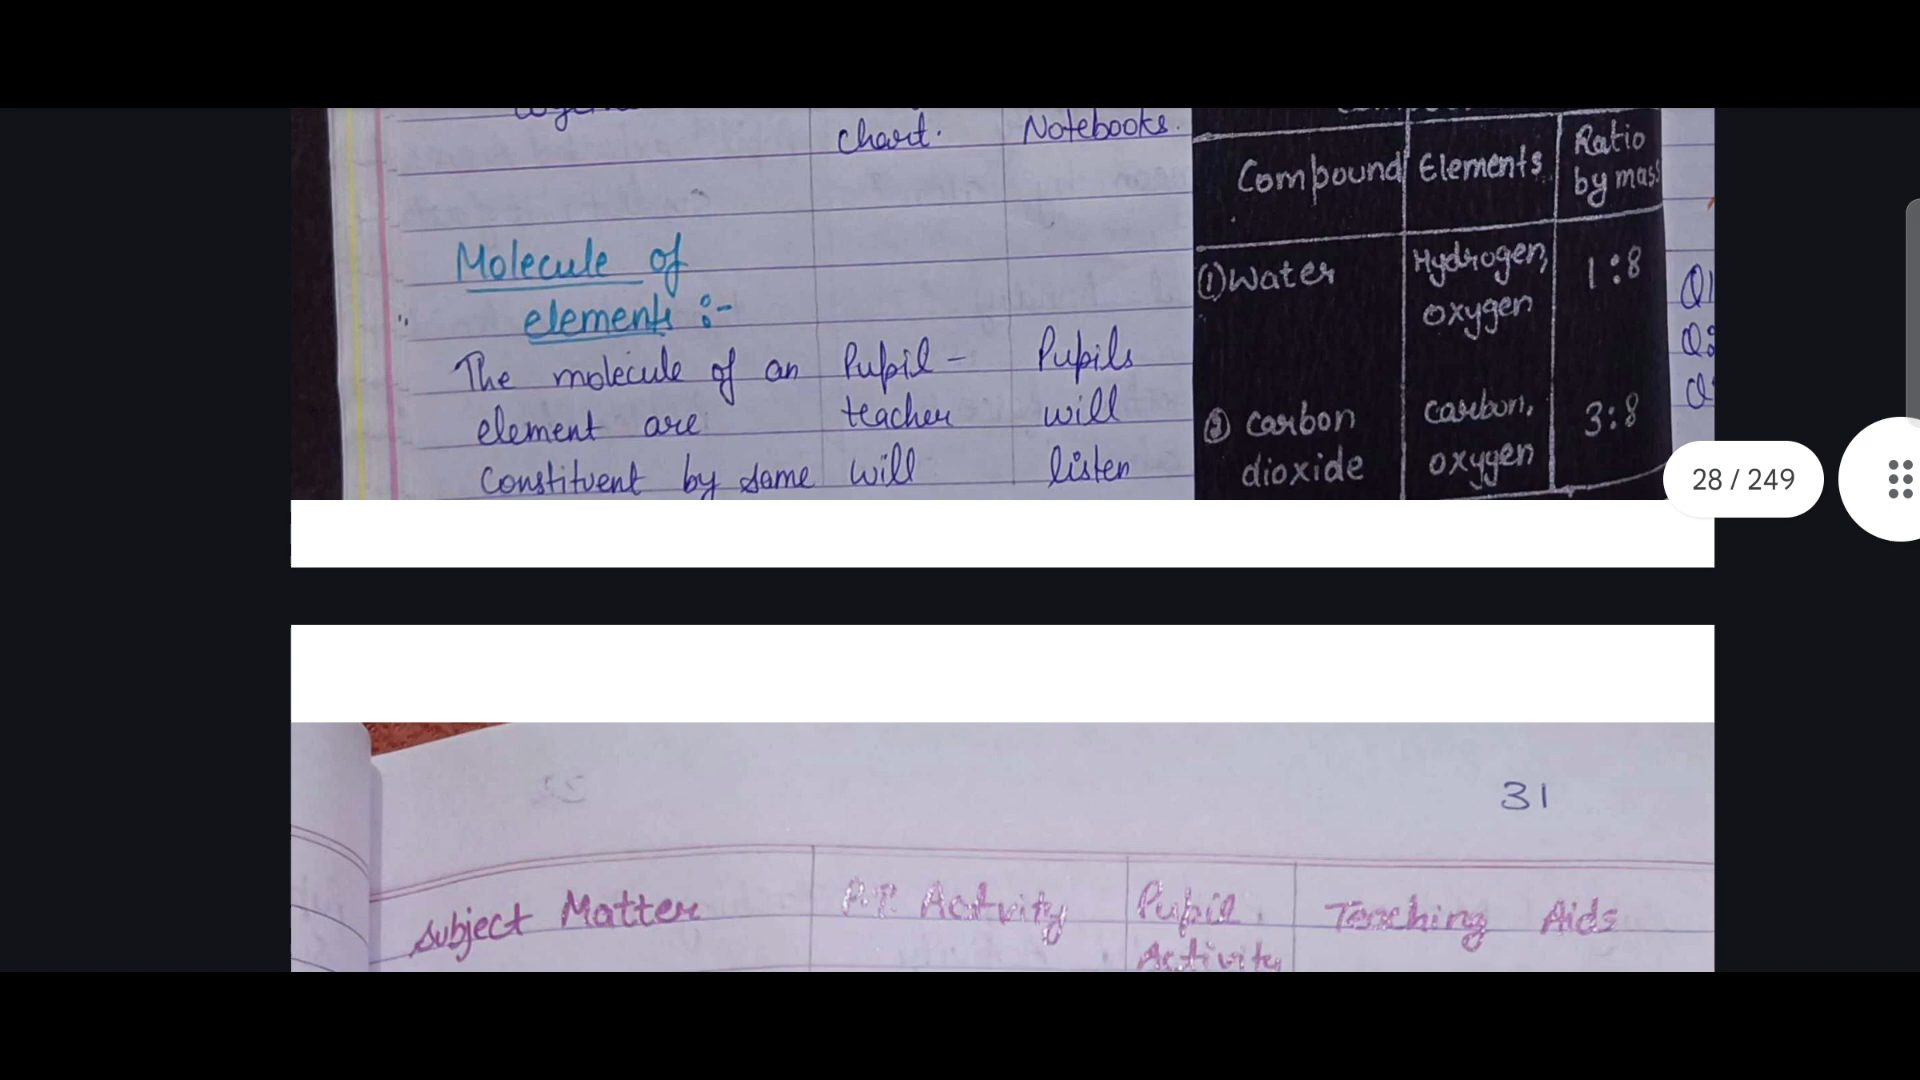 chart.
Notebooks.
Molecule of
elements :-
The molecule of an
element are
constituent by same
Pupil -
teacher
will
Pupils
will
listen
Compound
Elements
Ratio
by mass
① Water
Hydrogen,
oxygen
1:8
② carbon
dioxide
carbon,
oxygen
3:8
Q1
28 / 249
31
Subject Matter
P.T. Activity
Pupil
Activity
Teaching Aids